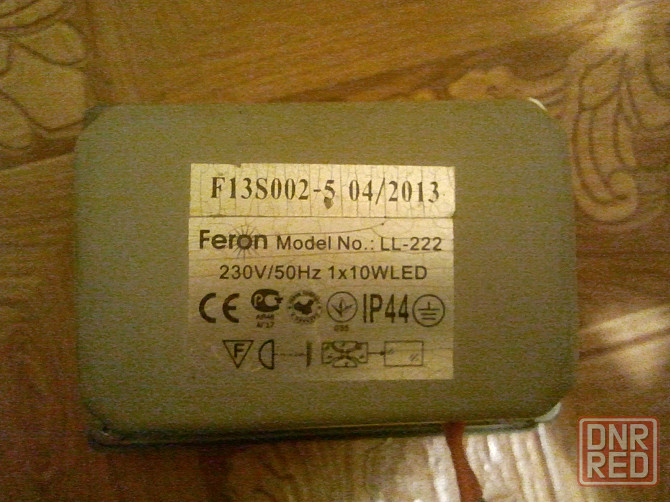 F13S002-5 04/2013
Feron Model No.: LL-222
230V/50Hz 1x10WLED
CE IP44
F
DNR
RED